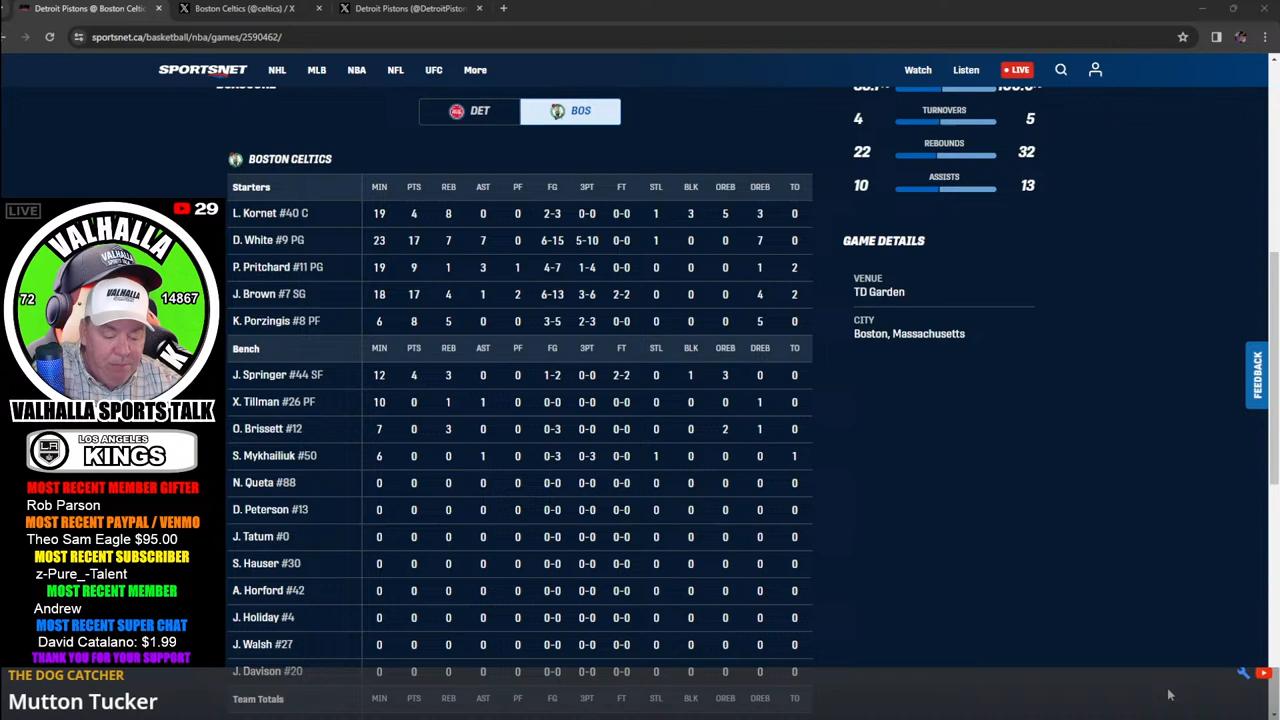 Detroit Pistons @ Boston Celti
Boston Celtics (@celtics) / X
Detroit Pistons (@DetroitPiston
sportsnet.ca/basketball/nba/games/2590462/
SPORTSNET NHL MLB NBA NFL UFC More Watch Listen LIVE
DET BOS
BOSTON CELTICS
Starters MIN PTS REB AST PF FG 3PT FT STL BLK OREB DREB TO
L. Kornet #40 C 19 4 8 0 0 2-3 0-0 0-0 1 3 5 3 0
D. White #9 PG 23 17 7 7 0 6-15 5-10 0-0 1 0 0 7 0
P. Pritchard #11 PG 19 9 1 3 1 4-7 1-4 0-0 0 0 0 1 2
J. Brown #7 SG 18 17 4 1 2 6-13 3-6 2-2 0 0 0 4 2
K. Porzingis #8 PF 6 8 5 0 0 3-5 2-3 0-0 0 0 0 5 0
Bench MIN PTS REB AST PF FG 3PT FT STL BLK OREB DREB TO
J. Springer #44 SF 12 4 3 0 0 1-2 0-0 2-2 0 1 3 0 0
X. Tillman #26 PF 10 0 1 1 0 0-0 0-0 0-0 0 0 0 1 0
O. Brissett #12 7 0 3 0 0 0-3 0-0 0-0 0 0 2 1 0
S. Mykhailiuk #50 6 0 0 1 0 0-3 0-3 0-0 1 0 0 0 1
N. Queta #88 0 0 0 0 0 0-0 0-0 0-0 0 0 0 0 0
D. Peterson #13 0 0 0 0 0 0-0 0-0 0-0 0 0 0 0 0
J. Tatum #0 0 0 0 0 0 0-0 0-0 0-0 0 0 0 0 0
S. Hauser #30 0 0 0 0 0 0-0 0-0 0-0 0 0 0 0 0
A. Horford #42 0 0 0 0 0 0-0 0-0 0-0 0 0 0 0 0
J. Holiday #4 0 0 0 0 0 0-0 0-0 0-0 0 0 0 0 0
J. Walsh #27 0 0 0 0 0 0-0 0-0 0-0 0 0 0 0 0
J. Davison #20 0 0 0 0 0 0-0 0-0 0-0 0 0 0 0 0
Team Totals MIN PTS REB AST PF FG 3PT FT STL BLK OREB DREB TO
TURNOVERS
4 5
REBOUNDS
22 32
ASSISTS
10 13
GAME DETAILS
VENUE
TD Garden
CITY
Boston, Massachusetts
FEEDBACK
LIVE
29
VALHALLA
72 14867
VALHALLA
K
VALHALLA SPORTS TALK
LOS ANGELES
KINGS
MOST RECENT MEMBER GIFTER
Rob Parson
MOST RECENT PAYPAL / VENMO
Theo Sam Eagle $95.00
MOST RECENT SUBSCRIBER
z-Pure_-Talent
MOST RECENT MEMBER
Andrew
MOST RECENT SUPER CHAT
David Catalano: $1.99
THANK YOU FOR YOUR SUPPORT
THE DOG CATCHER
Mutton Tucker